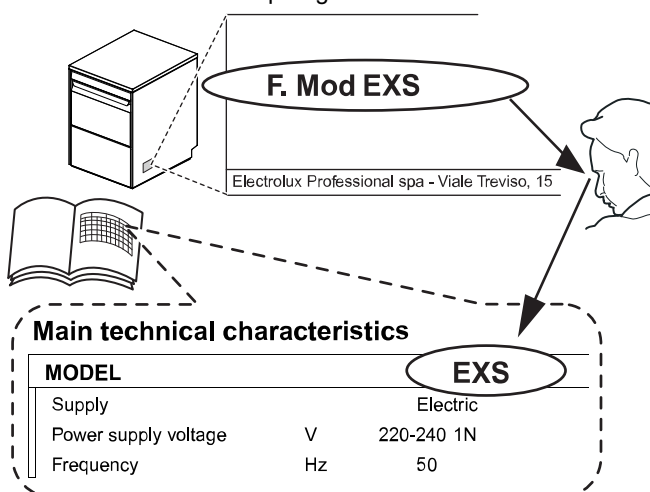 F. Mod EXS
Electrolux Professional spa - Viale Treviso, 15
Main technical characteristics
MODEL EXS
Supply Electric
Power supply voltage V 220-240 1N
Frequency Hz 50